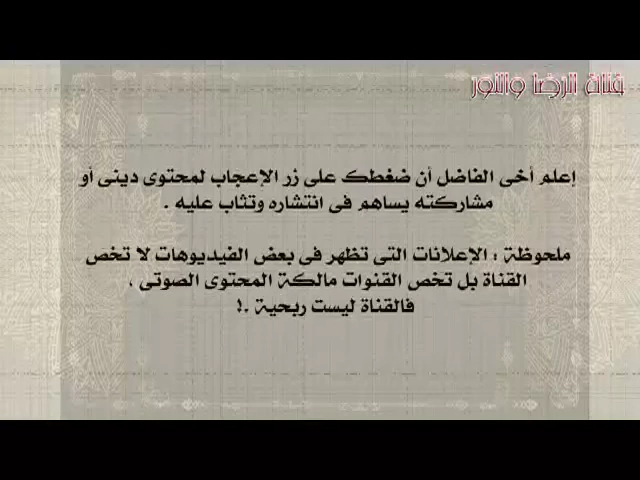 قناة الرضا والنور
إعلم أخى الفاضل أن ضغطك على زر الإعجاب لمحتوى دينى أو
مشاركته يساهم فى انتشاره وتثاب عليه .
ملحوظة : الإعلانات التى تظهر فى بعض الفيديوهات لا تخص
القناة بل تخص القنوات مالكة المحتوى الصوتى ،
فالقناة ليست ربحية .!